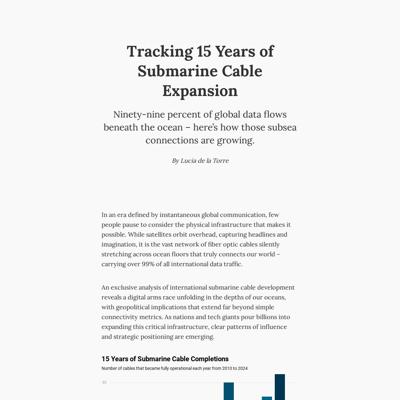 Tracking 15 Years of
Submarine Cable
Expansion
Ninety-nine percent of global data flows
beneath the ocean – here's how those subsea
connections are growing.
By Lucia de la Torre
In an era defined by instantaneous global communication, few
people pause to consider the physical infrastructure that makes it
possible. While satellites orbit overhead, capturing headlines and
imagination, it is the vast network of fiber optic cables silently
stretching across ocean floors that truly connects our world –
carrying over 99% of all international data traffic.
An exclusive analysis of international submarine cable development
reveals a digital arms race unfolding in the depths of our oceans,
with geopolitical implications that extend far beyond simple
connectivity metrics. As nations and tech giants pour billions into
expanding this critical infrastructure, clear patterns of influence
and strategic positioning are emerging.
15 Years of Submarine Cable Completions
Number of cables that became fully operational each year from 2010 to 2024